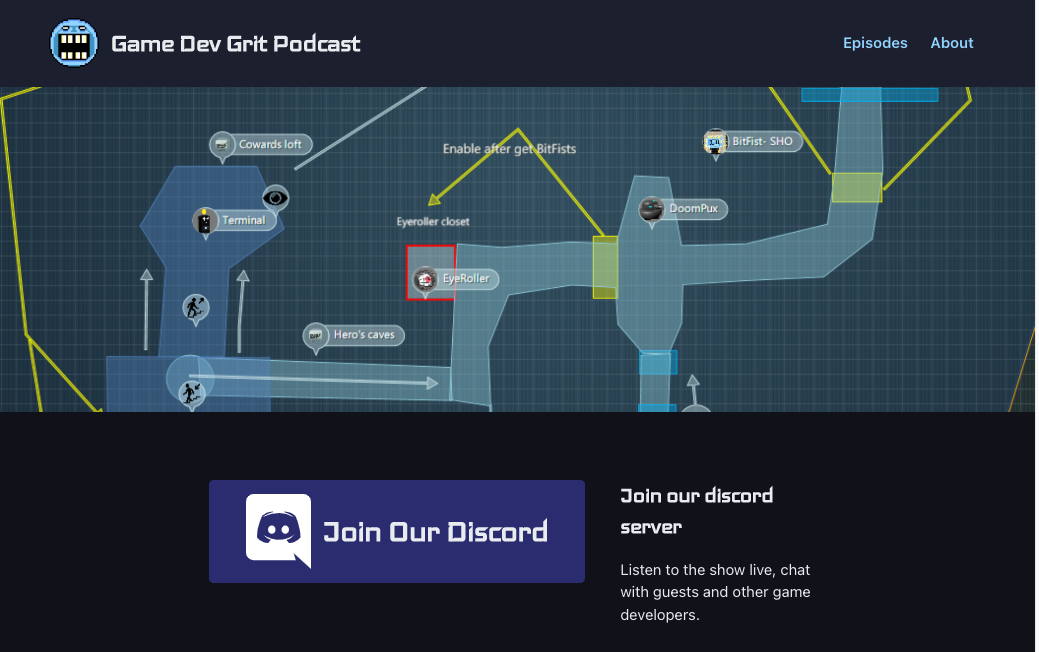 Game Dev Grit Podcast
Episodes
About
Cowards loft
Enable after get BitFists
BitFist- SHO
Eyeroller closet
Terminal
DoomPux
EyeRoller
Hero's caves
Join Our Discord
Join our discord
server
Listen to the show live, chat
with guests and other game
developers.